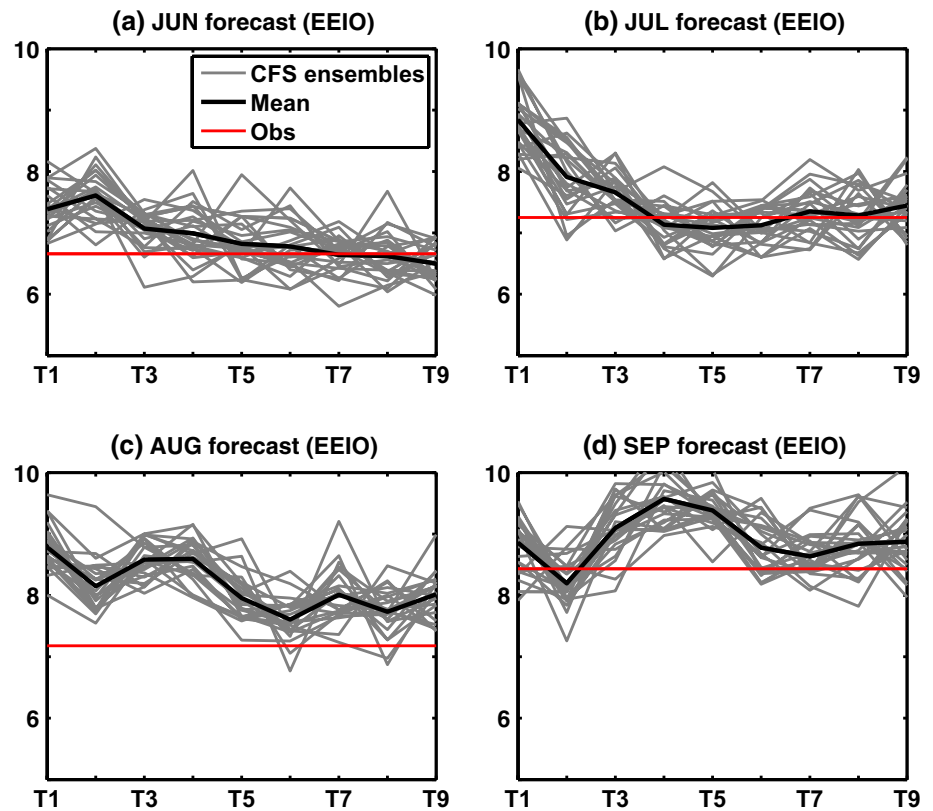 (a) JUN forecast (EEIO)
10
8
6
T1 T3 T5 T7 T9
CFS ensembles
Mean
Obs
(b) JUL forecast (EEIO)
10
8
6
T1 T3 T5 T7 T9
(c) AUG forecast (EEIO)
10
8
6
T1 T3 T5 T7 T9
(d) SEP forecast (EEIO)
10
8
6
T1 T3 T5 T7 T9